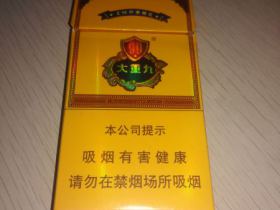 大重九
本公司提示
吸烟有害健康
请勿在禁烟场所吸烟